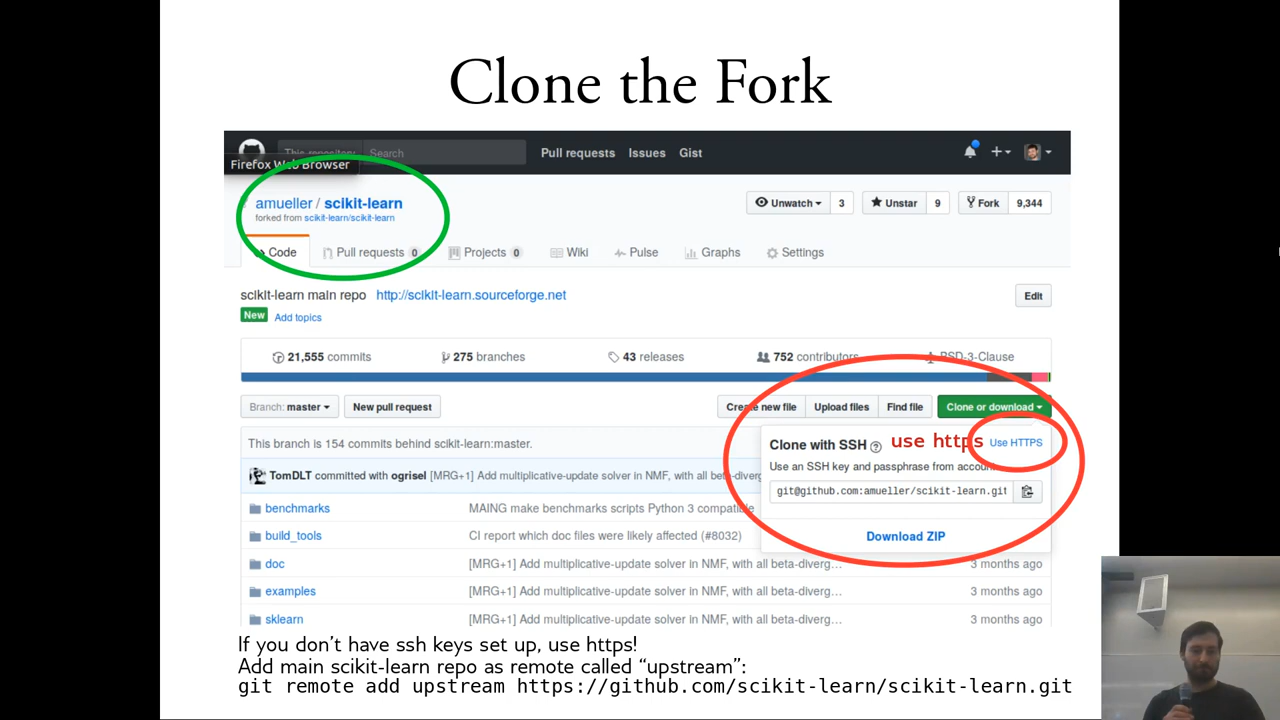 Clone the Fork
This repository Search Pull requests Issues Gist
Firefox Web Browser
amueller / scikit-learn Unwatch 3 Unstar 9 Fork 9,344
forked from scikit-learn/scikit-learn
Code Pull requests 0 Projects 0 Wiki Pulse Graphs Settings
scikit-learn main repo http://scikit-learn.sourceforge.net Edit
New Add topics
21,555 commits 275 branches 43 releases 752 contributors BSD-3-Clause
Branch: master New pull request Create new file Upload files Find file Clone or download
This branch is 154 commits behind scikit-learn:master.
Clone with SSH ? use https Use HTTPS
Use an SSH key and passphrase from
TomDLT committed with ogrisel [MRG+1] Add multiplicative-update solver in NMF, with all beta-diverg
git@github.com:amueller/scikit-learn.git
benchmarks MAING make benchmarks scripts Python 3 compatible
build_tools CI report which doc files were likely affected (#8032) Download ZIP
doc [MRG+1] Add multiplicative-update solver in NMF, with all beta-diverg… 3 months ago
examples [MRG+1] Add multiplicative-update solver in NMF, with all beta-diverg… 3 months ago
sklearn [MRG+1] Add multiplicative-update solver in NMF, with all beta-diverg… 3 months ago
If you don't have ssh keys set up, use https!
Add main scikit-learn repo as remote called "upstream":
git remote add upstream https://github.com/scikit-learn/scikit-learn.git